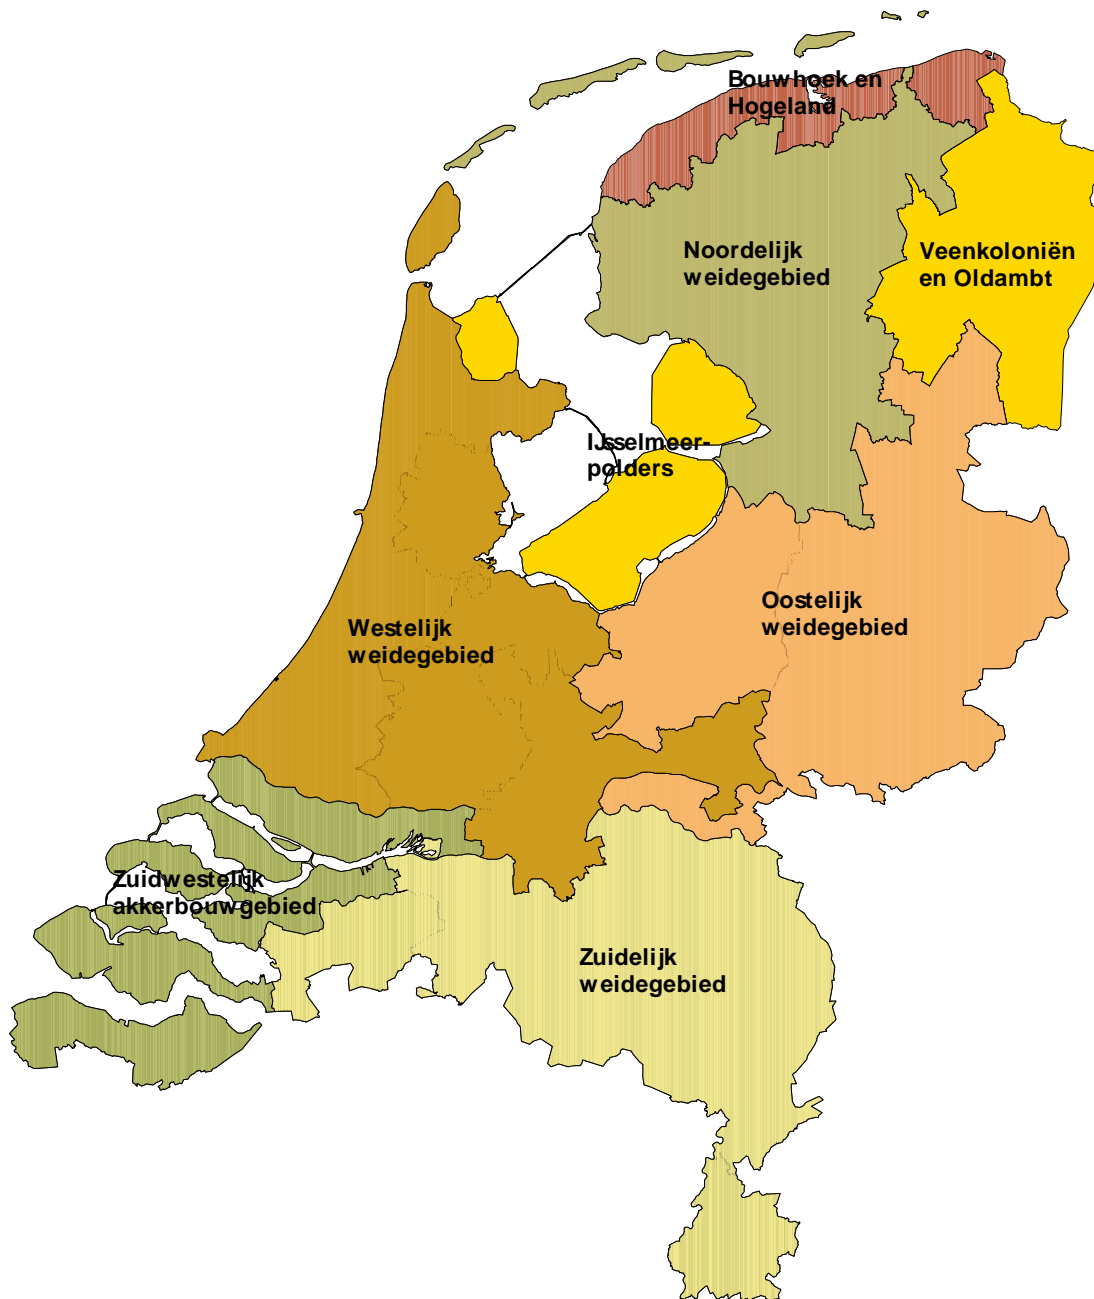 Bouwhoek en
Hogeland
Noordelijk
weidegebied
Veenkoloniën
en Oldambt
IJsselmeer-
polders
Westelijk
weidegebied
Oostelijk
weidegebied
Zuidwestelijk
akkerbouwgebied
Zuidelijk
weidegebied